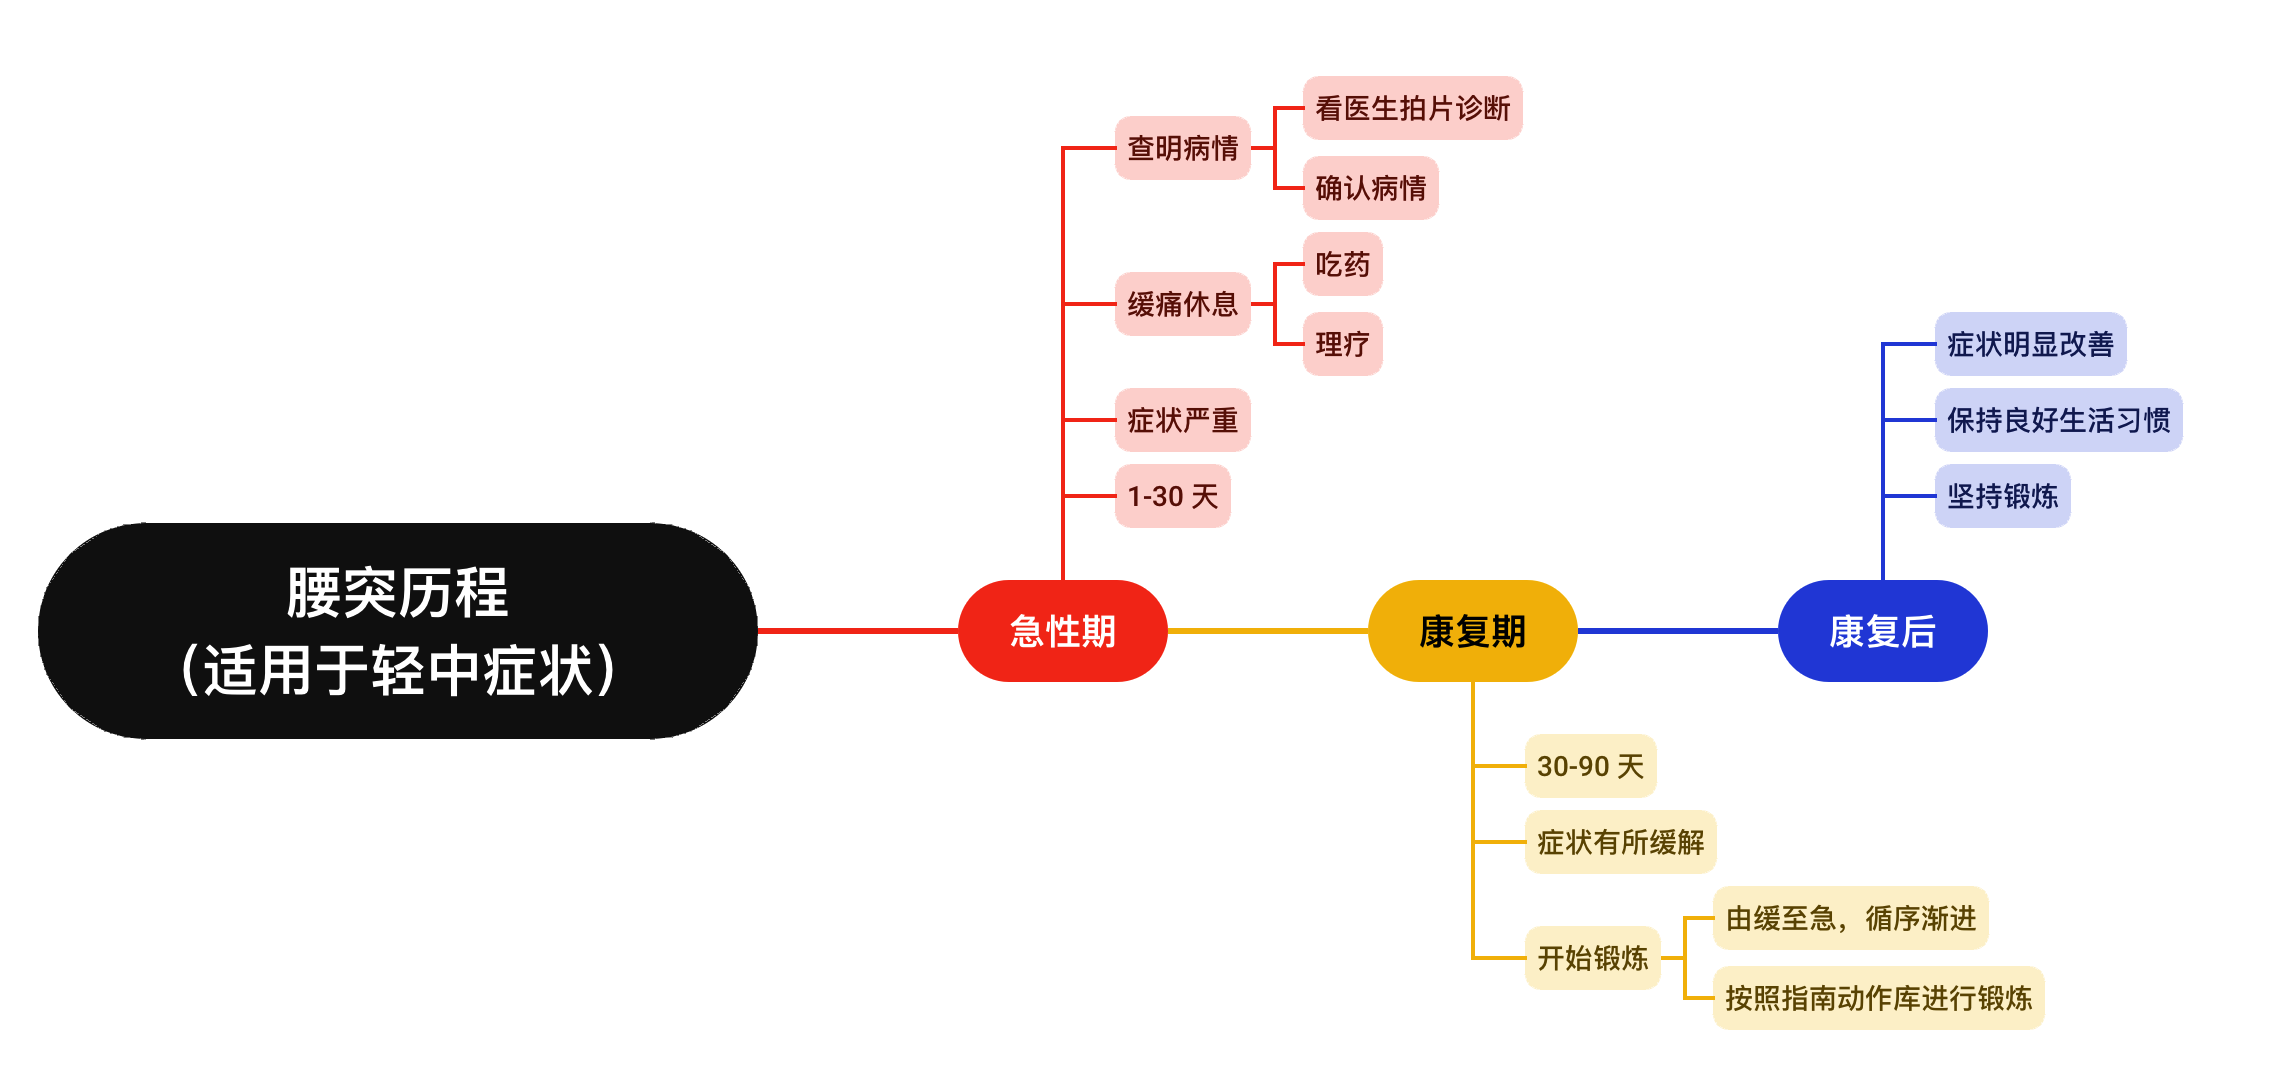 腰突历程
（适用于轻中症状）
急性期
查明病情
看医生拍片诊断
确认病情
缓痛休息
吃药
理疗
症状严重
1-30 天
康复期
30-90 天
症状有所缓解
开始锻炼
由缓至急，循序渐进
按照指南动作库进行锻炼
康复后
症状明显改善
保持良好生活习惯
坚持锻炼